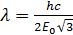 λ = hc / 2E₀√3